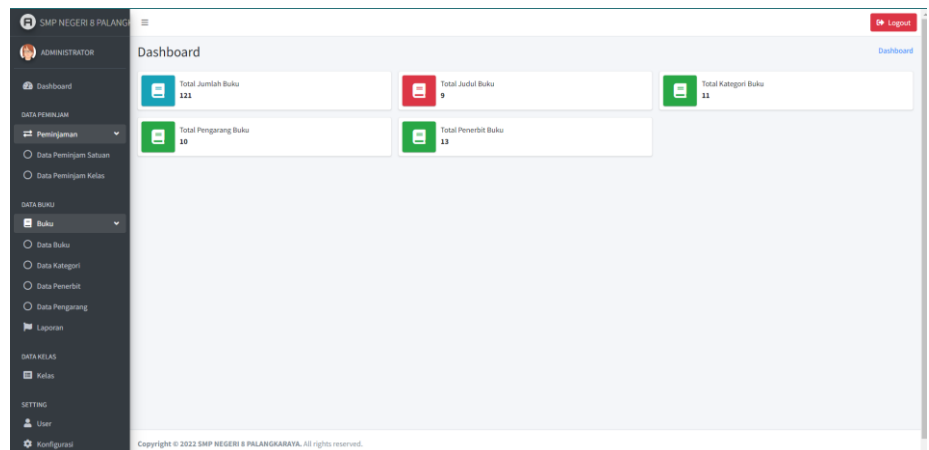 SMP NEGERI 8 PALANG
Logout
ADMINISTRATOR
Dashboard
Dashboard
Dashboard
DATA PEMINJAM
Peminjaman
Data Peminjam Satuan
Data Peminjam Kelas
DATA BUKU
Buku
Data Buku
Data Kategori
Data Penerbit
Data Pengarang
Laporan
DATA KELAS
Kelas
SETTING
User
Konfigurasi
Total Jumlah Buku
121
Total Judul Buku
9
Total Kategori Buku
11
Total Pengarang Buku
10
Total Penerbit Buku
13
Copyright © 2022 SMP NEGERI 8 PALANGKARAYA. All rights reserved.